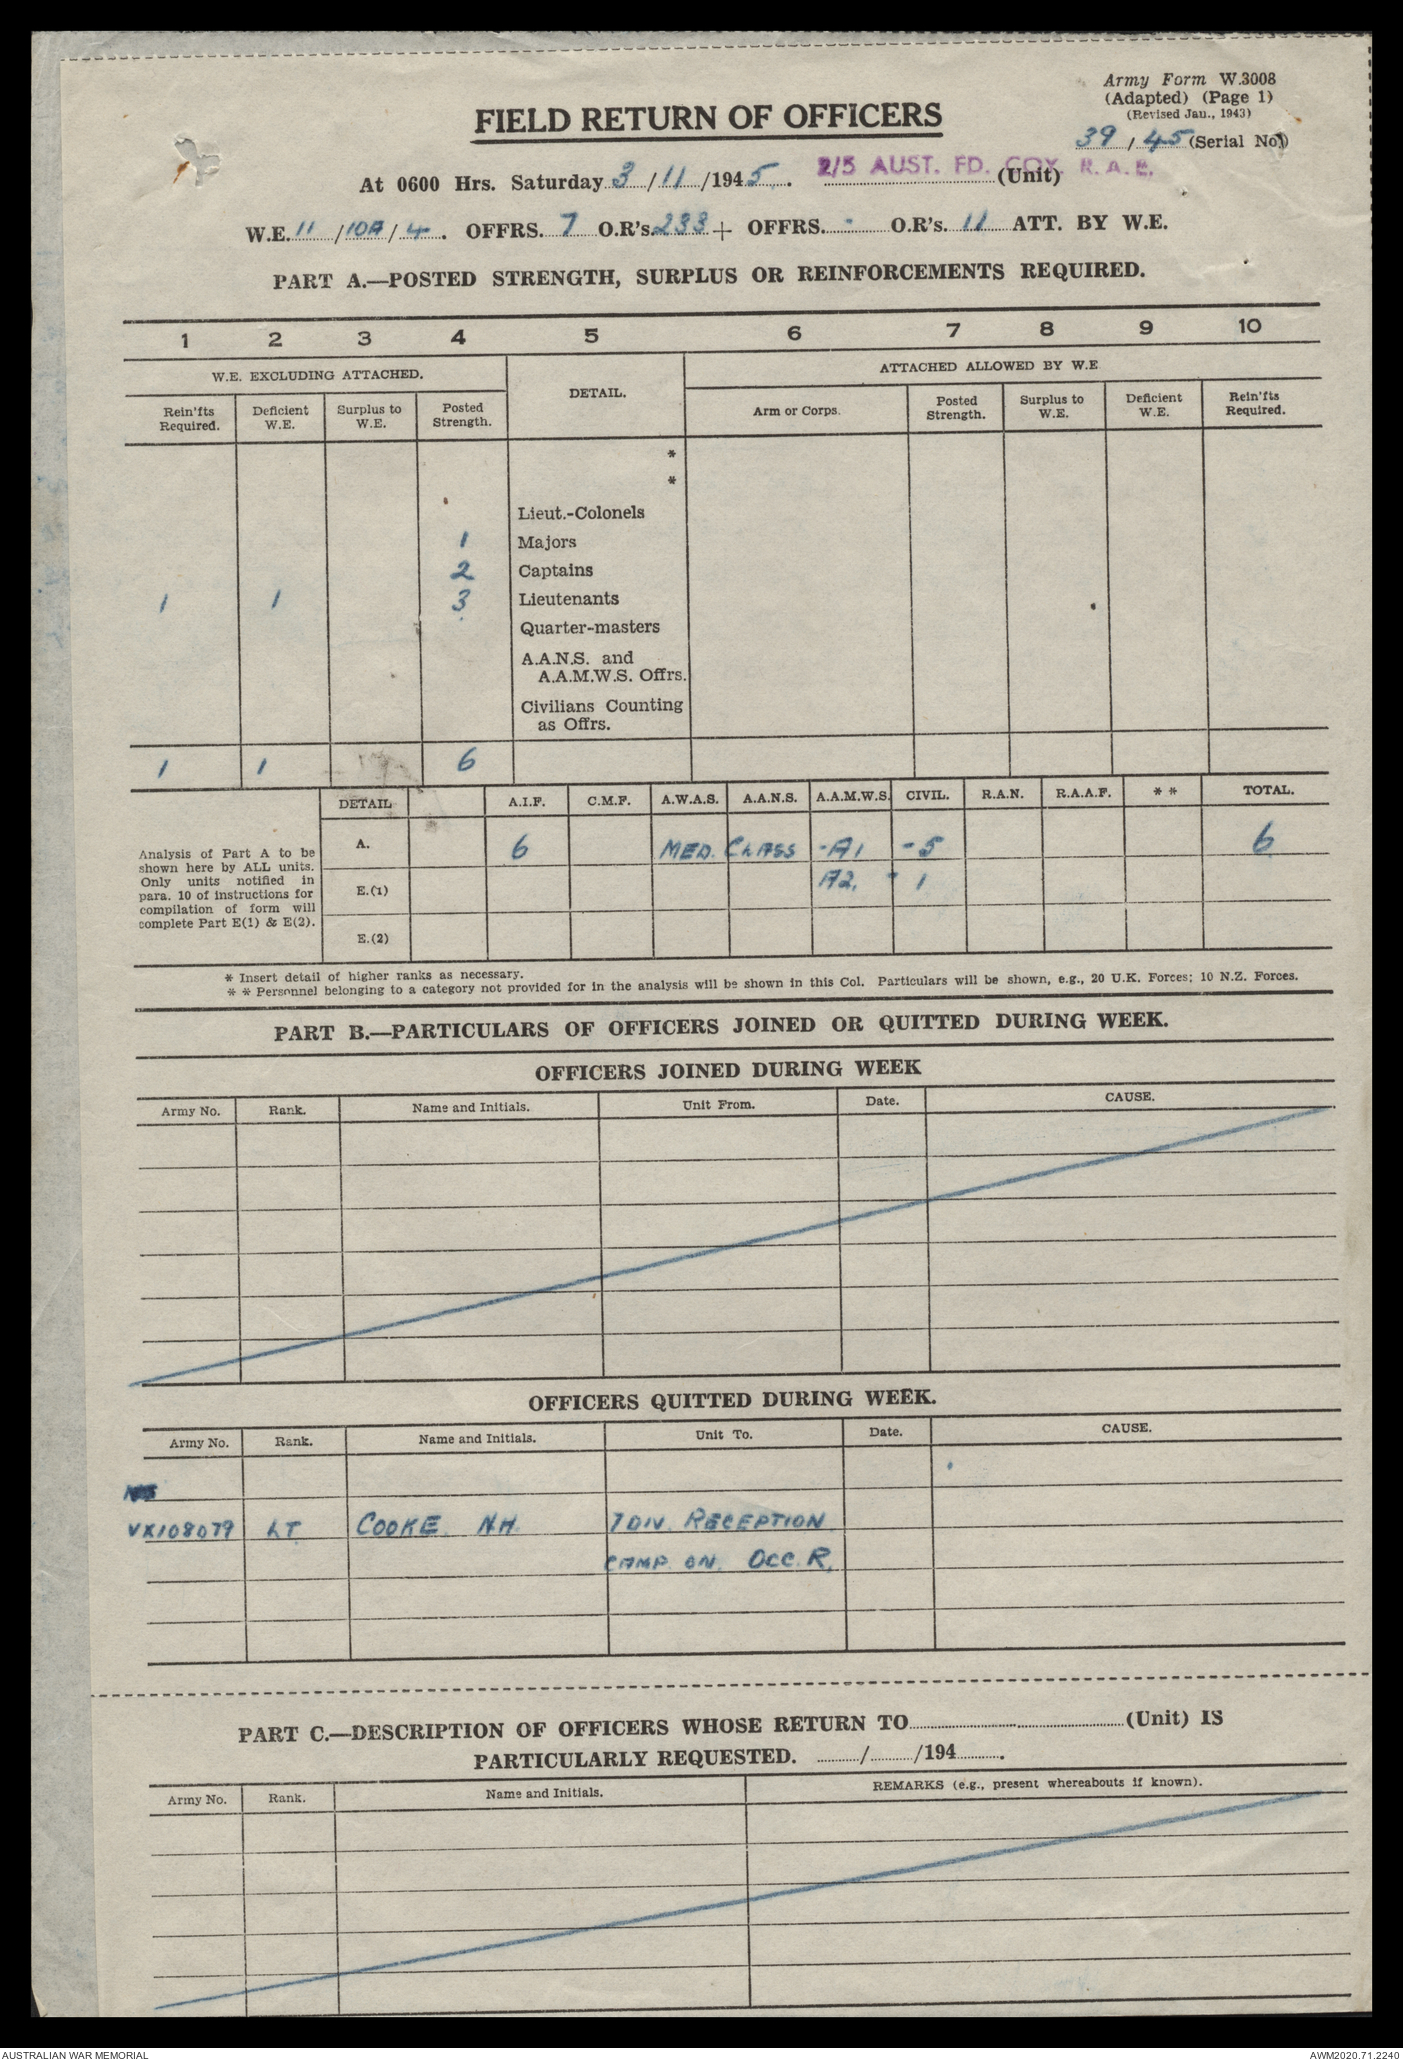 Army Form W.3008
(Adapted) (Page 1)
(Revised Jan., 1943)
FIELD RETURN OF OFFICERS
39 / 45 (Serial No.)
At 0600 Hrs. Saturday 3 / 11 / 1945. 2/5 AUST. FD. COY. R.A.E. (Unit)
W.E. 11 / 10A / 4. OFFRS. 7 O.R's. 233 + OFFRS. - O.R's. 11 ATT. BY W.E.
PART A.—POSTED STRENGTH, SURPLUS OR REINFORCEMENTS REQUIRED.
1 2 3 4 5 6 7 8 9 10
W.E. EXCLUDING ATTACHED. DETAIL. ATTACHED ALLOWED BY W.E
Rein'fts Required. Deficient W.E. Surplus to W.E. Posted Strength. Arm or Corps. Posted Strength. Surplus to W.E. Deficient W.E. Rein'fts Required.
*
*
Lieut.-Colonels
1 Majors
2 Captains
1 1 3 Lieutenants
Quarter-masters
A.A.N.S. and
A.A.M.W.S. Offrs.
Civilians Counting
as Offrs.
1 1 6
DETAIL A.I.F. C.M.F. A.W.A.S. A.A.N.S. A.A.M.W.S. CIVIL. R.A.N. R.A.A.F. * * TOTAL.
A. 6 MED. CLASS - A1 - 5 6
A2. - 1
E.(1)
E.(2)
Analysis of Part A to be
shown here by ALL units.
Only units notified in
para. 10 of instructions for
compilation of form will
complete Part E(1) & E(2).
* Insert detail of higher ranks as necessary.
* * Personnel belonging to a category not provided for in the analysis will be shown in this Col. Particulars will be shown, e.g., 20 U.K. Forces; 10 N.Z. Forces.
PART B.—PARTICULARS OF OFFICERS JOINED OR QUITTED DURING WEEK.
OFFICERS JOINED DURING WEEK
Army No. Rank. Name and Initials. Unit From. Date. CAUSE.
OFFICERS QUITTED DURING WEEK.
Army No. Rank. Name and Initials. Unit To. Date. CAUSE.
VX108079 LT COOKE NH 7 DIV. RECEPTION
CAMP. ON. OCC. R.
PART C.—DESCRIPTION OF OFFICERS WHOSE RETURN TO (Unit) IS
PARTICULARLY REQUESTED. / /194 .
Army No. Rank. Name and Initials. REMARKS (e.g., present whereabouts if known).
AUSTRALIAN WAR MEMORIAL AWM2020.71.2240